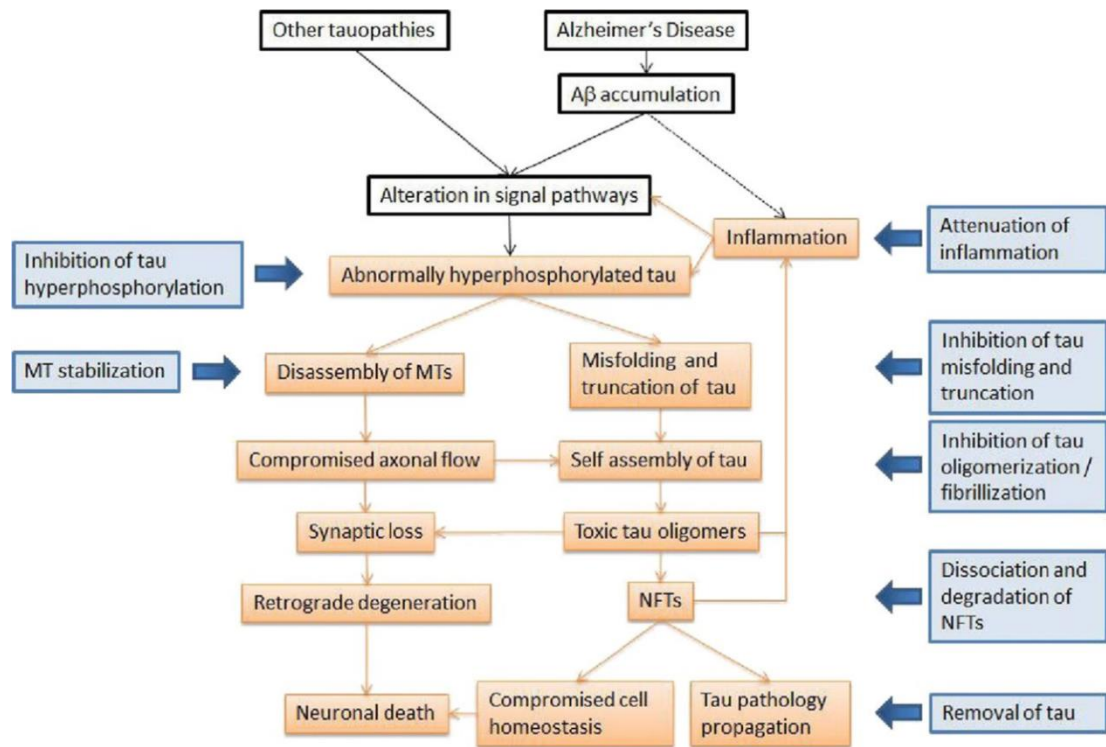 Other tauopathies
Alzheimer's Disease
Aβ accumulation
Alteration in signal pathways
Inflammation
Attenuation of
inflammation
Inhibition of tau
hyperphosphorylation
Abnormally hyperphosphorylated tau
MT stabilization
Disassembly of MTs
Misfolding and
truncation of tau
Inhibition of tau
misfolding and
truncation
Compromised axonal flow
Self assembly of tau
Inhibition of tau
oligomerization /
fibrillization
Synaptic loss
Toxic tau oligomers
Retrograde degeneration
NFTs
Dissociation and
degradation of
NFTs
Neuronal death
Compromised cell
homeostasis
Tau pathology
propagation
Removal of tau